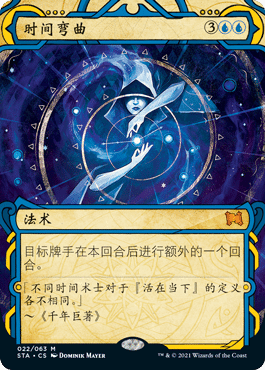 时间弯曲 3
法术
目标牌手在本回合后进行额外的一个回
合。
「不同时间术士对于『活在当下』的定义
各不相同。」
～《千年巨著》
022/063 M
STA • CS DOMINIK MAYER
™ & © 2021 Wizards of the Coast